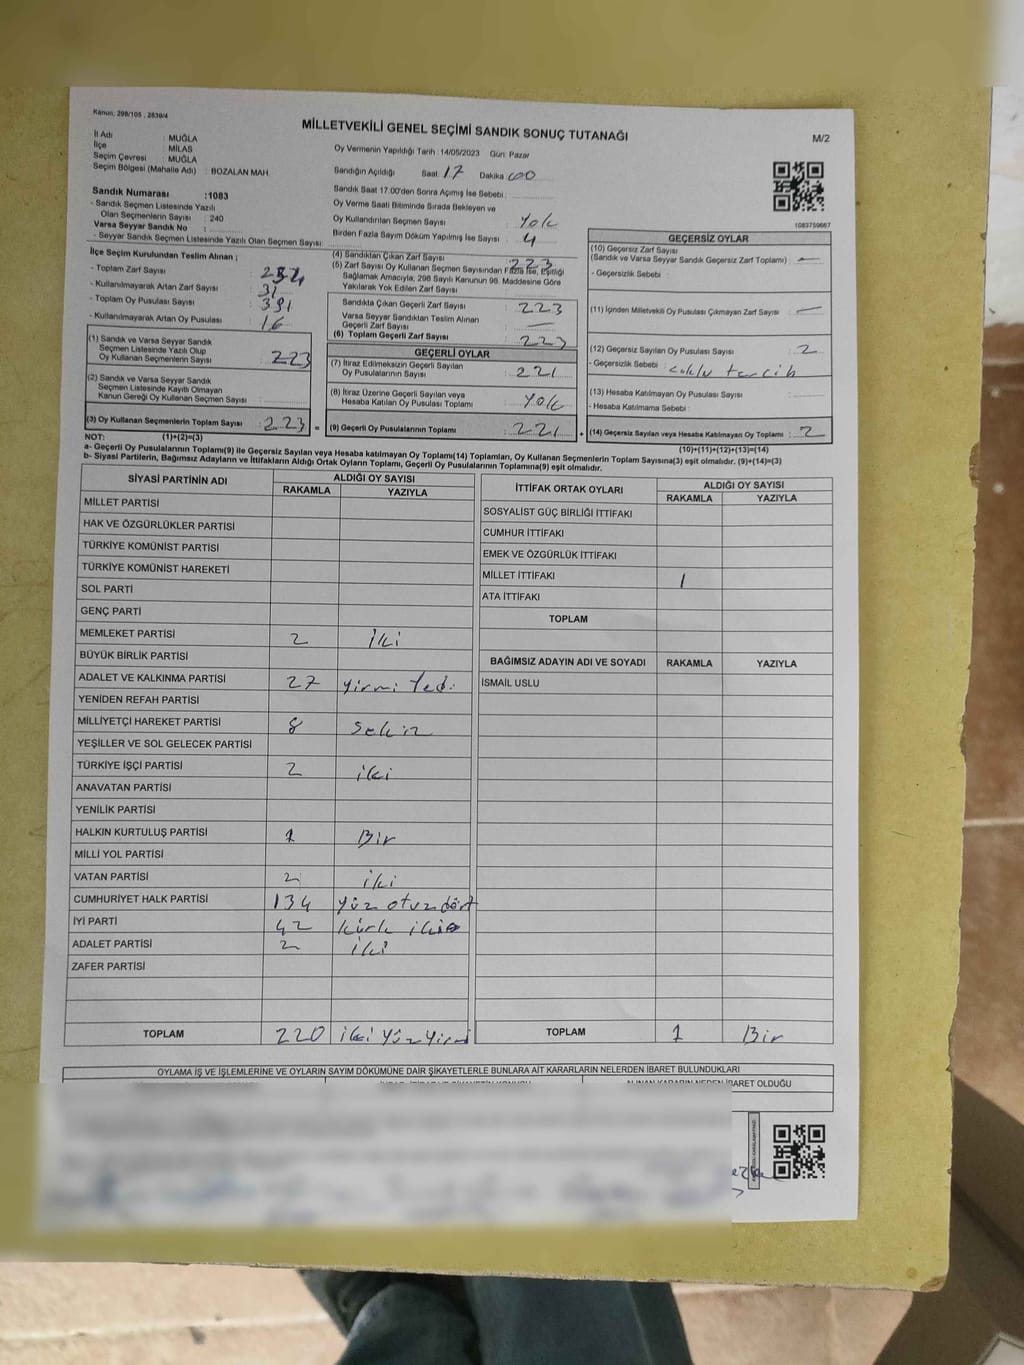 Kanun; 298/105 , 2839/4
MİLLETVEKİLİ GENEL SEÇİMİ SANDIK SONUÇ TUTANAĞI
M/2
İl Adı : MUĞLA
İlçe : MİLAS
Seçim Çevresi : MUĞLA
Seçim Bölgesi (Mahalle Adı) : BOZALAN MAH.
Oy Vermenin Yapıldığı Tarih : 14/05/2023 Gün: Pazar
Sandığın Açıldığı Saat 17 Dakika 00
Sandık Saat 17.00'den Sonra Açımış İse Sebebi :
Oy Verme Saati Bitiminde Sırada Bekleyen ve
Oy Kullandırılan Seçmen Sayısı : Yok
Birden Fazla Sayım Döküm Yapılmış İse Sayısı : 4
1083759667
Sandık Numarası :1083
- Sandık Seçmen Listesinde Yazılı
Olan Seçmenlerin Sayısı : 240
Varsa Seyyar Sandık No :
- Seyyar Sandık Seçmen Listesinde Yazılı Olan Seçmen Sayısı:
İlçe Seçim Kurulundan Teslim Alınan ;
- Toplam Zarf Sayısı : 254
- Kullanılmayarak Artan Zarf Sayısı : 31
- Toplam Oy Pusulası Sayısı :
- Kullanılmayarak Artan Oy Pusulası : 16
(1) Sandık ve Varsa Seyyar Sandık
Seçmen Listesinde Yazılı Olup
Oy Kullanan Seçmenlerin Sayısı : 223
(2) Sandık ve Varsa Seyyar Sandık
Seçmen Listesinde Kayıtlı Olmayan
Kanun Gereği Oy Kullanan Seçmen Sayısı :
(3) Oy Kullanan Seçmenlerin Toplam Sayısı : 223
(4) Sandıktan Çıkan Zarf Sayısı : 223
(5) Zarf Sayısı Oy Kullanan Seçmen Sayısından Fazla İse, Eşitliği
Sağlamak Amacıyla; 298 Sayılı Kanunun 98. Maddesine Göre
Yakılarak Yok Edilen Zarf Sayısı :
Sandıkta Çıkan Geçerli Zarf Sayısı : 223
Varsa Seyyar Sandıktan Teslim Alınan
Geçerli Zarf Sayısı : —
(6) Toplam Geçerli Zarf Sayısı : 223
GEÇERLİ OYLAR
(7) İtiraz Edilmeksizin Geçerli Sayılan
Oy Pusulalarının Sayısı : 221
(8) İtiraz Üzerine Geçerli Sayılan veya
Hesaba Katılan Oy Pusulası Toplamı : Yok
= (9) Geçerli Oy Pusulalarının Toplamı : 221
GEÇERSİZ OYLAR
(10) Geçersiz Zarf Sayısı
(Sandık ve Varsa Seyyar Sandık Geçersiz Zarf Toplamı) : —
- Geçersizlik Sebebi :
(11) İçinden Milletvekili Oy Pusulası Çıkmayan Zarf Sayısı : —
(12) Geçersiz Sayılan Oy Pusulası Sayısı : 2
- Geçersizlik Sebebi : çoklu tercih
(13) Hesaba Katılmayan Oy Pusulası Sayısı :
- Hesaba Katılmama Sebebi :
+ (14) Geçersiz Sayılan veya Hesaba Katılmayan Oy Toplamı : 2
NOT: (1)+(2)=(3) (10)+(11)+(12)+(13)=(14)
a- Geçerli Oy Pusulalarının Toplamı(9) ile Geçersiz Sayılan veya Hesaba katılmayan Oy Toplamı(14) Toplamları, Oy Kullanan Seçmenlerin Toplam Sayısına(3) eşit olmalıdır. (9)+(14)=(3)
b- Siyasi Partilerin, Bağımsız Adayların ve İttifakların Aldığı Ortak Oyların Toplamı, Geçerli Oy Pusulalarının Toplamına(9) eşit olmalıdır.
SİYASİ PARTİNİN ADI ALDIĞI OY SAYISI
RAKAMLA YAZIYLA
MİLLET PARTİSİ
HAK VE ÖZGÜRLÜKLER PARTİSİ
TÜRKİYE KOMÜNİST PARTİSİ
TÜRKİYE KOMÜNİST HAREKETİ
SOL PARTİ
GENÇ PARTİ
MEMLEKET PARTİSİ 2 iki
BÜYÜK BİRLİK PARTİSİ
ADALET VE KALKINMA PARTİSİ 27 yirmi Yedi
YENİDEN REFAH PARTİSİ
MİLLİYETÇİ HAREKET PARTİSİ 8 Sekiz
YEŞİLLER VE SOL GELECEK PARTİSİ
TÜRKİYE İŞÇİ PARTİSİ 2 iki
ANAVATAN PARTİSİ
YENİLİK PARTİSİ
HALKIN KURTULUŞ PARTİSİ 1 Bir
MİLLİ YOL PARTİSİ
VATAN PARTİSİ 2 iki
CUMHURİYET HALK PARTİSİ 134 yüz otuz dört
İYİ PARTİ 42 kırk iki
ADALET PARTİSİ 2 iki
ZAFER PARTİSİ
TOPLAM 220 iki yüz yirmi
İTTİFAK ORTAK OYLARI ALDIĞI OY SAYISI
RAKAMLA YAZIYLA
SOSYALİST GÜÇ BİRLİĞİ İTTİFAKI
CUMHUR İTTİFAKI
EMEK VE ÖZGÜRLÜK İTTİFAKI
MİLLET İTTİFAKI 1
ATA İTTİFAKI
TOPLAM
BAĞIMSIZ ADAYIN ADI VE SOYADI RAKAMLA YAZIYLA
İSMAİL USLU
TOPLAM 1 Bir
OYLAMA İŞ VE İŞLEMLERİNE VE OYLARIN SAYIM DÖKÜMÜNE DAİR ŞİKAYETLERLE BUNLARA AİT KARARLARIN NELERDEN İBARET BULUNDUKLARI
ALINAN KARARIN NEDEN İBARET OLDUĞU